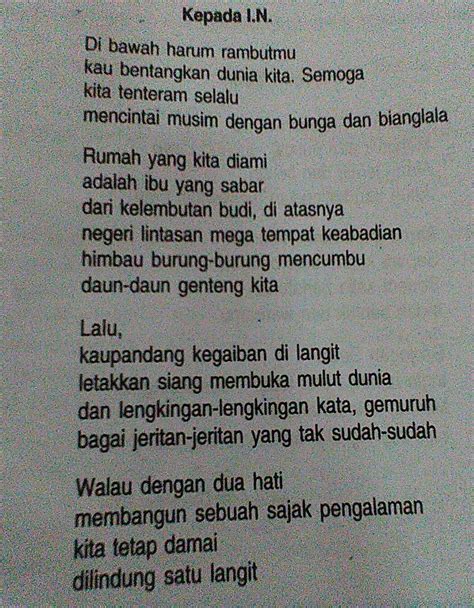 Kepada I.N.
Di bawah harum rambutmu
kau bentangkan dunia kita. Semoga
kita tenteram selalu
mencintai musim dengan bunga dan bianglala
Rumah yang kita diami
adalah ibu yang sabar
dari kelembutan budi, di atasnya
negeri lintasan mega tempat keabadian
himbau burung-burung mencumbu
daun-daun genteng kita
Lalu,
kaupandang kegaiban di langit
letakkan siang membuka mulut dunia
dan lengkingan-lengkingan kata, gemuruh
bagai jeritan-jeritan yang tak sudah-sudah
Walau dengan dua hati
membangun sebuah sajak pengalaman
kita tetap damai
dilindung satu langit